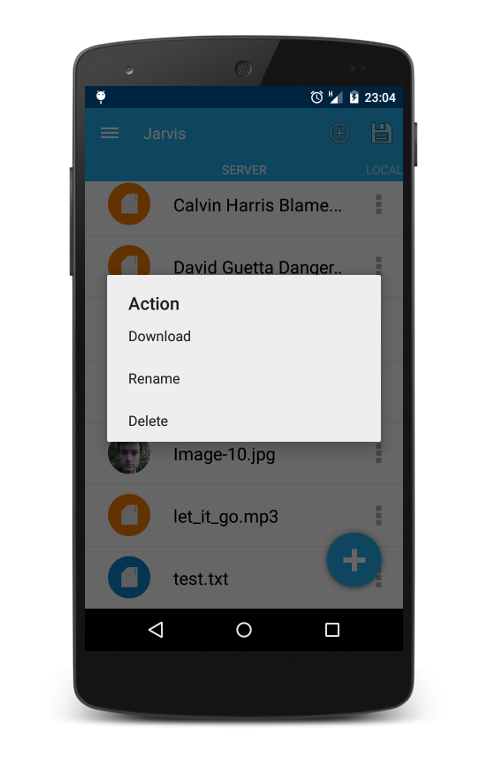 H
23:04
Jarvis
SERVER
LOCAL
Calvin Harris Blame...
David Guetta Danger..
Action
Download
Rename
Delete
Image-10.jpg
let_it_go.mp3
test.txt